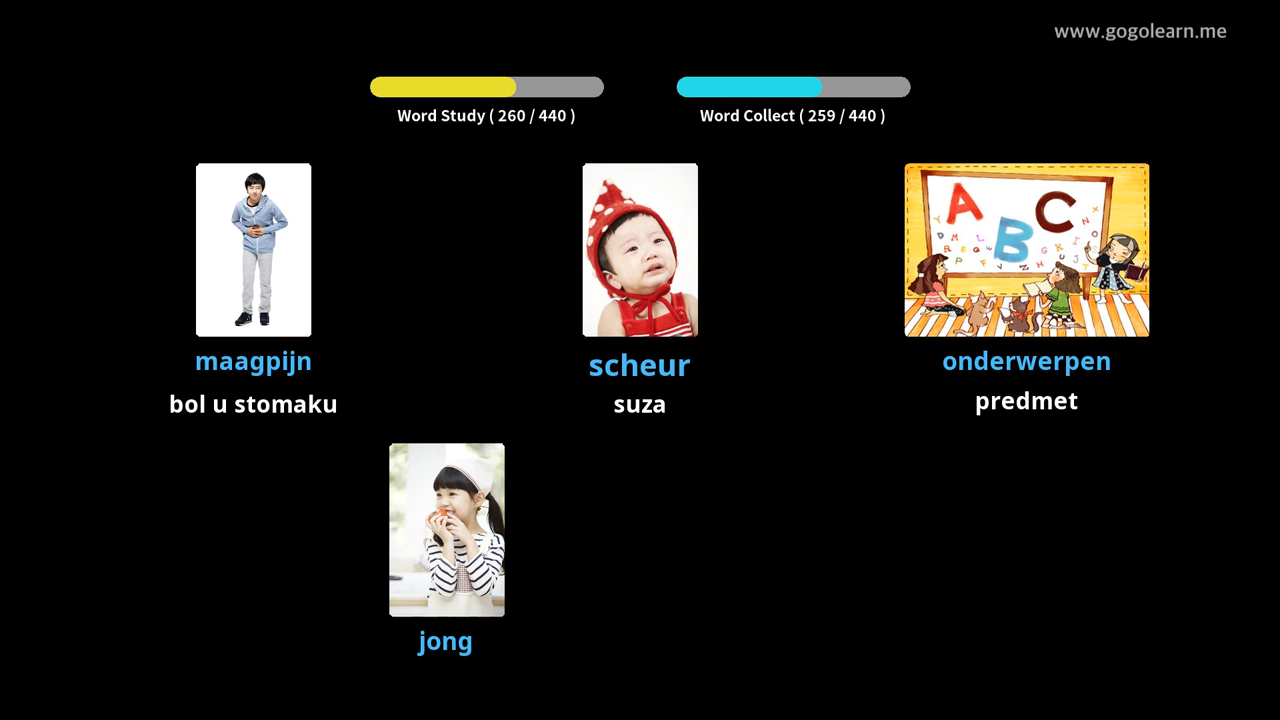 www.gogolearn.me
Word Study ( 260 / 440 )
Word Collect ( 259 / 440 )
A B C
maagpijn
scheur
onderwerpen
bol u stomaku
suza
predmet
jong